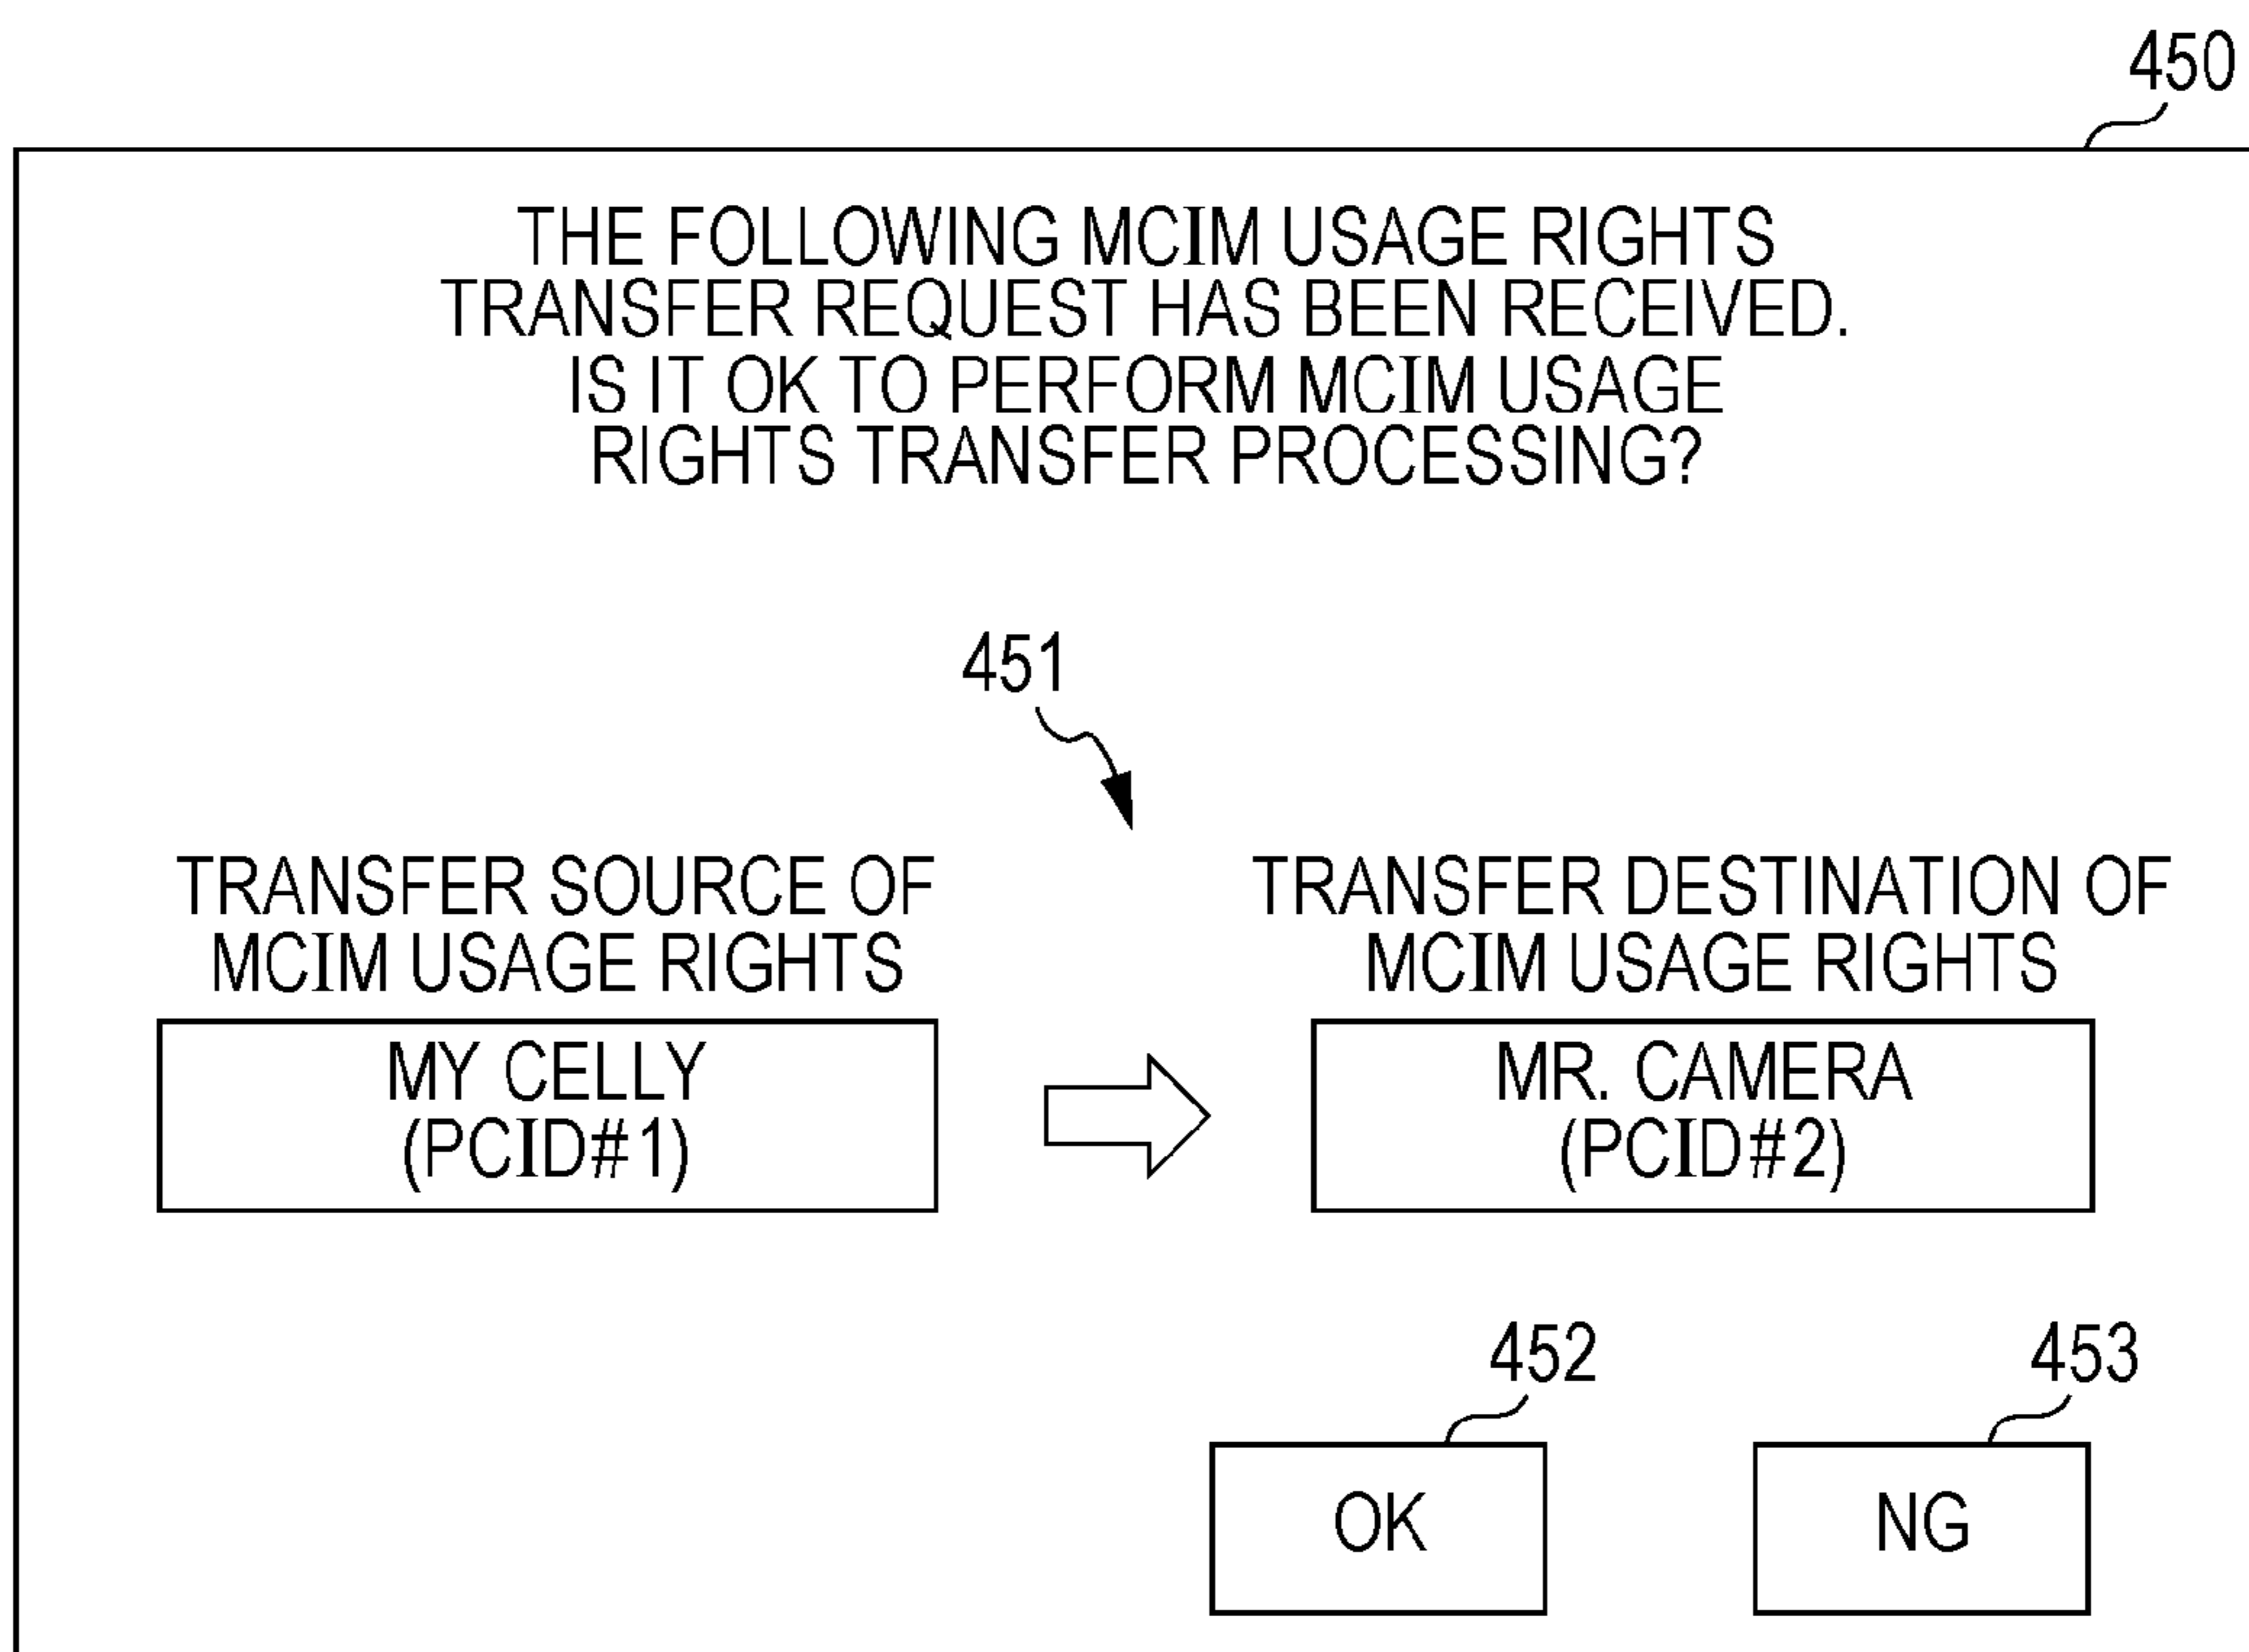 450
THE FOLLOWING MCIM USAGE RIGHTS
TRANSFER REQUEST HAS BEEN RECEIVED.
IS IT OK TO PERFORM MCIM USAGE
RIGHTS TRANSFER PROCESSING?
451
TRANSFER SOURCE OF
MCIM USAGE RIGHTS
MY CELLY
(PCID#1)
TRANSFER DESTINATION OF
MCIM USAGE RIGHTS
MR. CAMERA
(PCID#2)
452
453
OK
NG